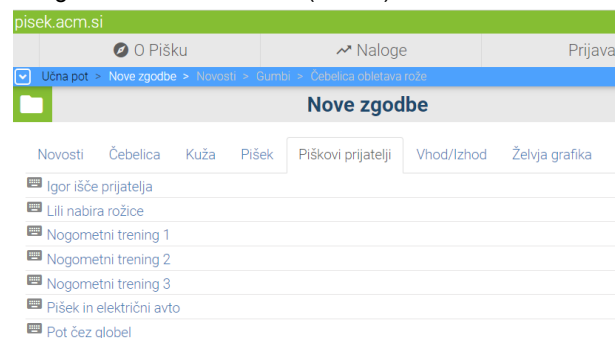 pisek.acm.si
O Pišku Naloge Prijava
Učna pot > Nove zgodbe > Novosti > Gumbi > Čebelica obletava rože
Nove zgodbe
Novosti Čebelica Kuža Pišek Piškovi prijatelji Vhod/Izhod Želvja grafika
Igor išče prijatelja
Lili nabira rožice
Nogometni trening 1
Nogometni trening 2
Nogometni trening 3
Pišek in električni avto
Pot čez globel